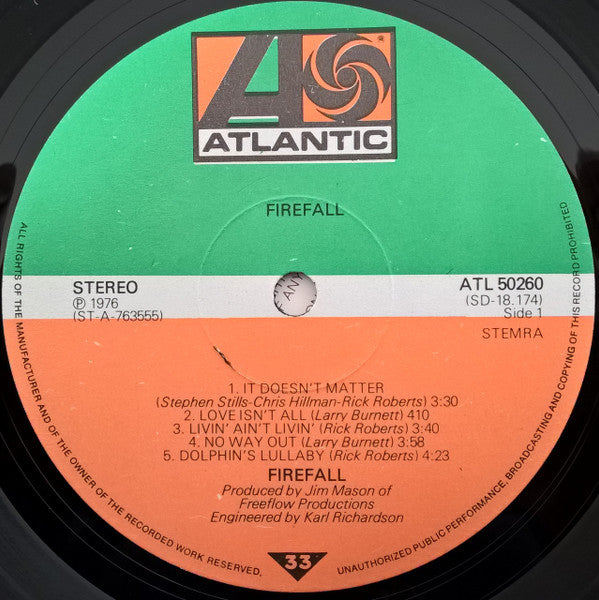 ATLANTIC
FIREFALL
STEREO
℗ 1976
(ST-A-763555)
ATL 50260
(SD-18.174)
Side 1
STEMRA
1. IT DOESN'T MATTER
(Stephen Stills-Chris Hillman-Rick Roberts) 3:30
2. LOVE ISN'T ALL (Larry Burnett) 410
3. LIVIN' AIN'T LIVIN' (Rick Roberts) 3:40
4. NO WAY OUT (Larry Burnett) 3:58
5. DOLPHIN'S LULLABY (Rick Roberts) 4:23
FIREFALL
Produced by Jim Mason of
Freeflow Productions
Engineered by Karl Richardson
33
ALL RIGHTS OF THE MANUFACTURER AND OF THE OWNER OF THE RECORDED WORK RESERVED.
UNAUTHORIZED PUBLIC PERFORMANCE, BROADCASTING AND COPYING OF THIS RECORD PROHIBITED